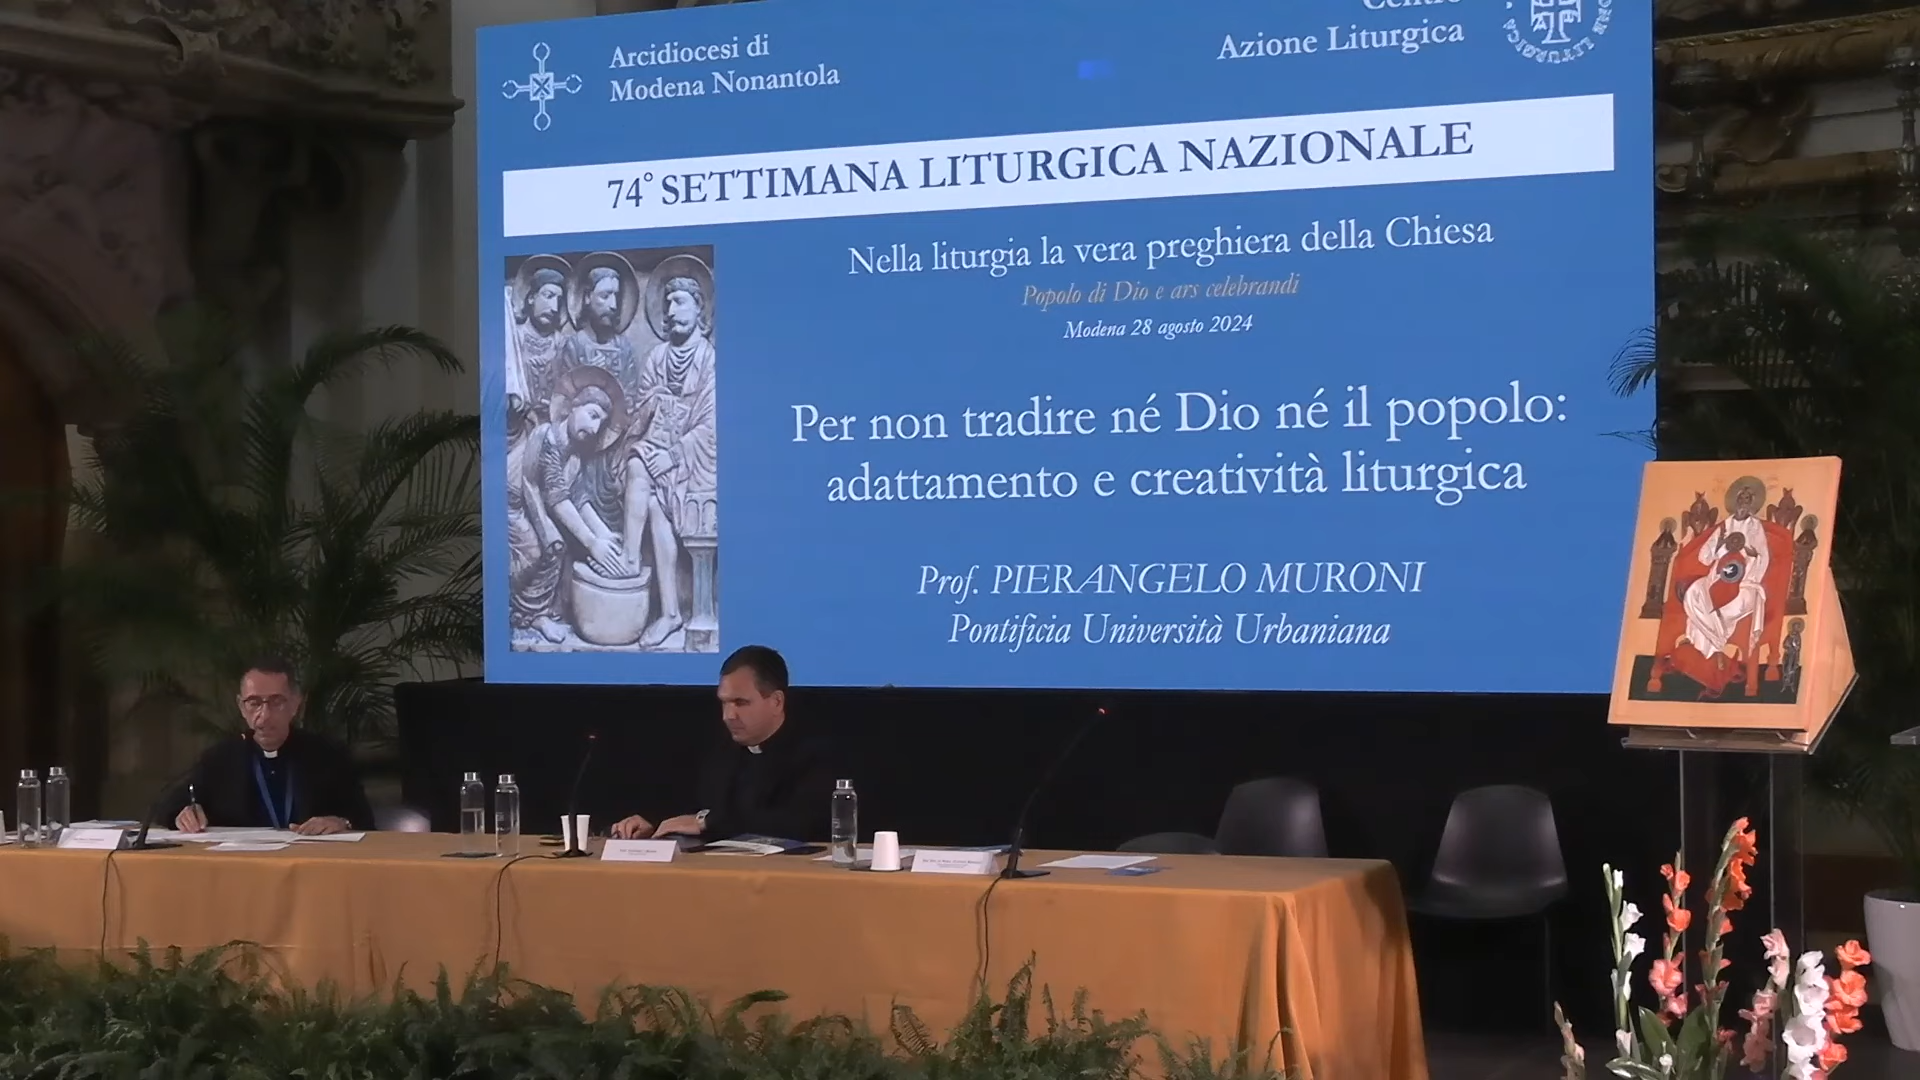 Arcidiocesi di
Modena Nonantola
Centro
Azione Liturgica
74° SETTIMANA LITURGICA NAZIONALE
Nella liturgia la vera preghiera della Chiesa
Popolo di Dio e ars celebrandi
Modena 28 agosto 2024
Per non tradire né Dio né il popolo:
adattamento e creatività liturgica
Prof. PIERANGELO MURONI
Pontificia Università Urbaniana